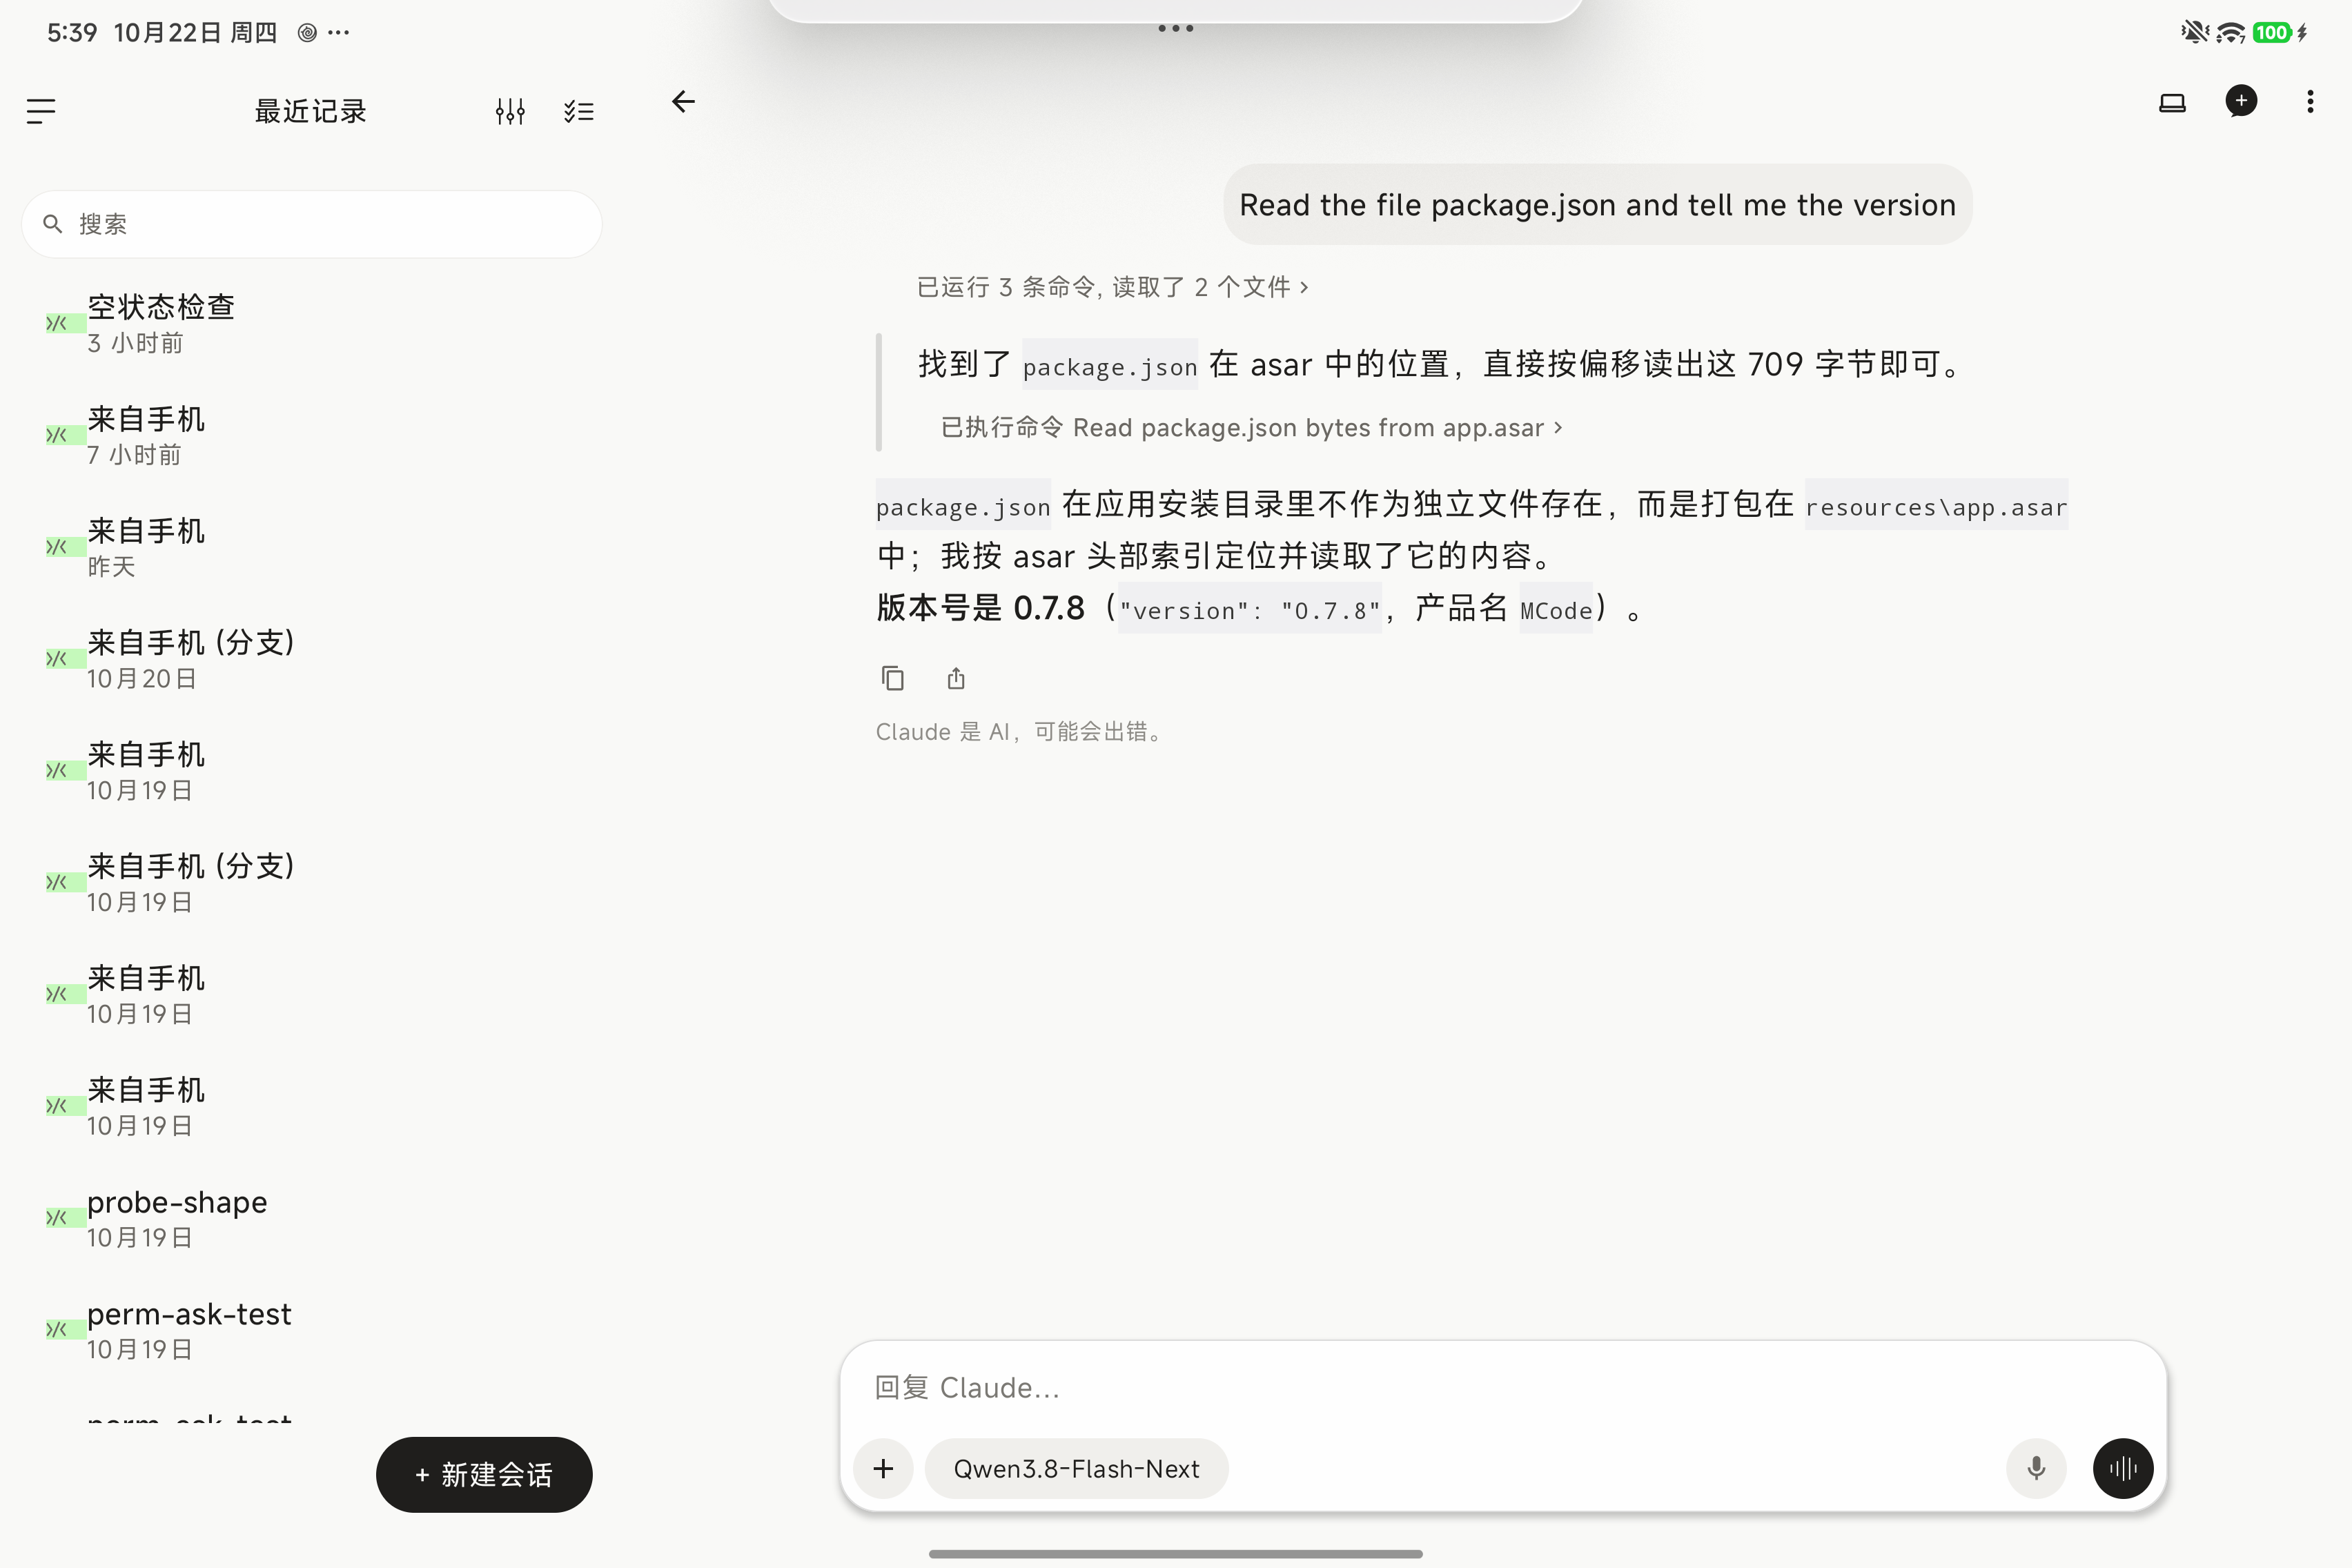 5:39 10月22日 周四
100
最近记录
搜索
空状态检查
3 小时前
来自手机
7 小时前
来自手机
昨天
来自手机 (分支)
10月20日
来自手机
10月19日
来自手机 (分支)
10月19日
来自手机
10月19日
来自手机
10月19日
probe-shape
10月19日
perm-ask-test
10月19日
perm-ask-test
+ 新建会话
Read the file package.json and tell me the version
已运行 3 条命令, 读取了 2 个文件 >
找到了 package.json 在 asar 中的位置，直接按偏移读出这 709 字节即可。
已执行命令 Read package.json bytes from app.asar >
package.json 在应用安装目录里不作为独立文件存在，而是打包在 resources\app.asar
中；我按 asar 头部索引定位并读取了它的内容。
版本号是 0.7.8（"version": "0.7.8"，产品名 MCode）。
Claude 是 AI，可能会出错。
回复 Claude...
Qwen3.8-Flash-Next